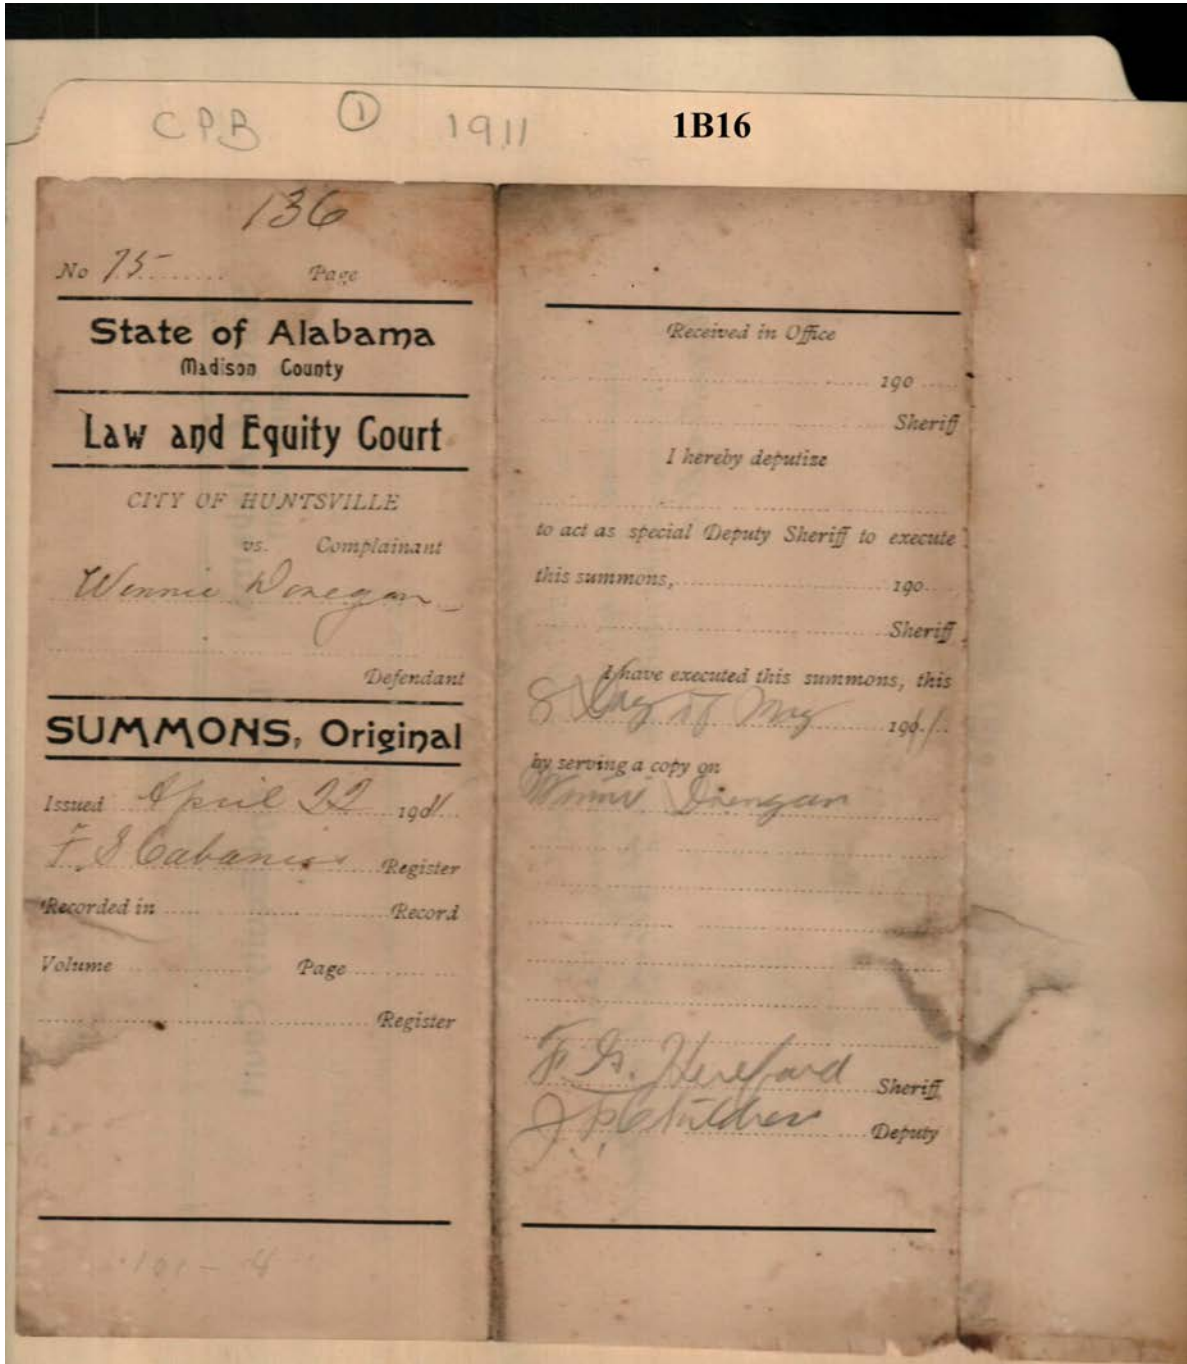 CPB ① 1911 1B16
136
No 75 Page
State of Alabama
Madison County
Law and Equity Court
CITY OF HUNTSVILLE
vs. Complainant
Winnie Donegan
Defendant
SUMMONS, Original
Issued April 22 1911
F. S Cabaniss Register
Recorded in Record
Volume Page
Register
Received in Office
190
Sheriff
I hereby deputize
to act as special Deputy Sheriff to execute
this summons, 190
Sheriff
I have executed this summons, this
8 Day of May 1911
by serving a copy on
Winnie Donegan
F. G. Hereford Sheriff
J. P. Childress Deputy